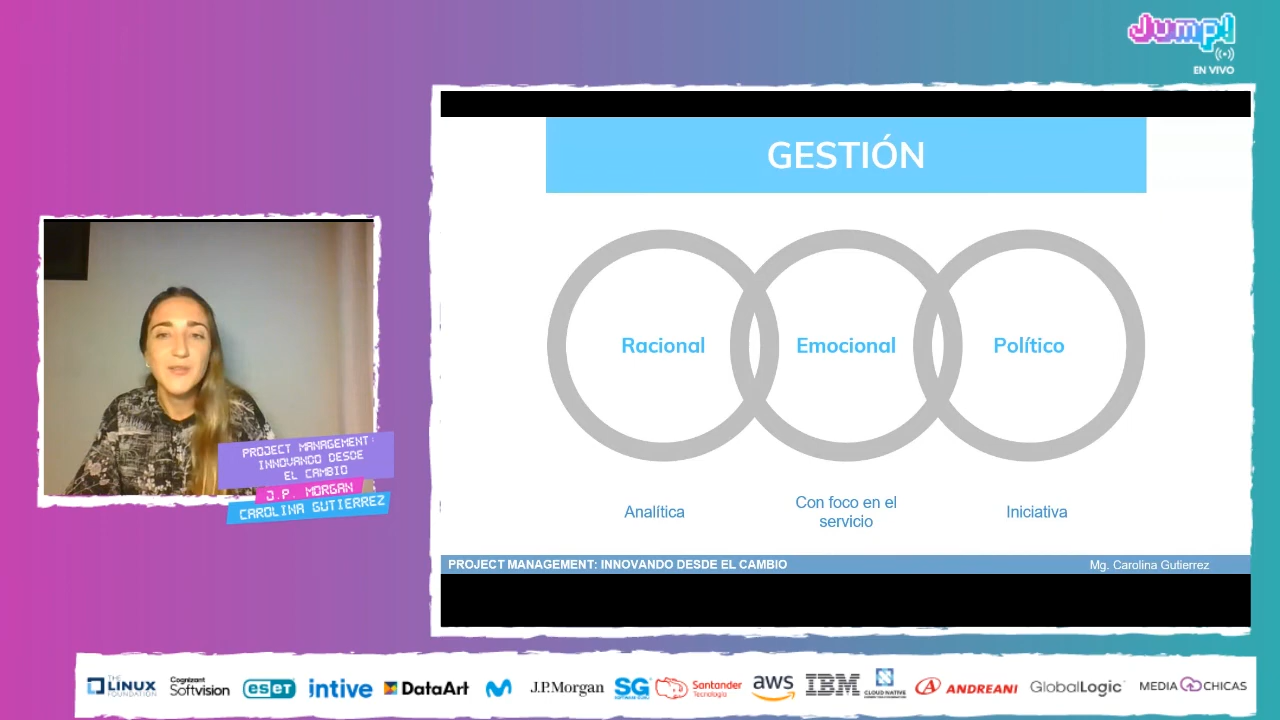 Jump!
EN VIVO
GESTIÓN
Racional
Emocional
Político
Analítica
Con foco en el
servicio
Iniciativa
PROJECT MANAGEMENT: INNOVANDO DESDE EL CAMBIO
Mg. Carolina Gutierrez
PROJECT MANAGEMENT:
INNOVANDO DESDE
EL CAMBIO
J.P. MORGAN
CAROLINA GUTIERREZ
THE
LINUX
FOUNDATION
Cognizant
Softvision
eseT
intive
DataArt
J.P.Morgan
SG
Santander
Tecnología
aws
IBM
CLOUD NATIVE
ANDREANI
GlobalLogic
MEDIA CHICAS